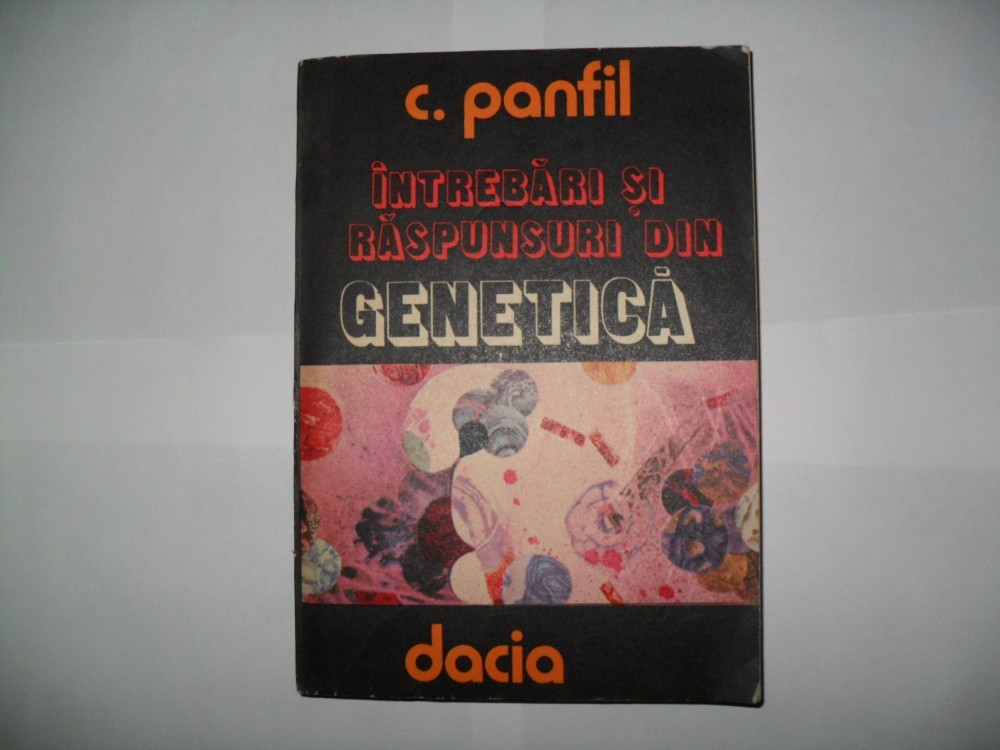 c. panfil
ÎNTREBĂRI ȘI
RĂSPUNSURI DIN
GENETICĂ
dacia